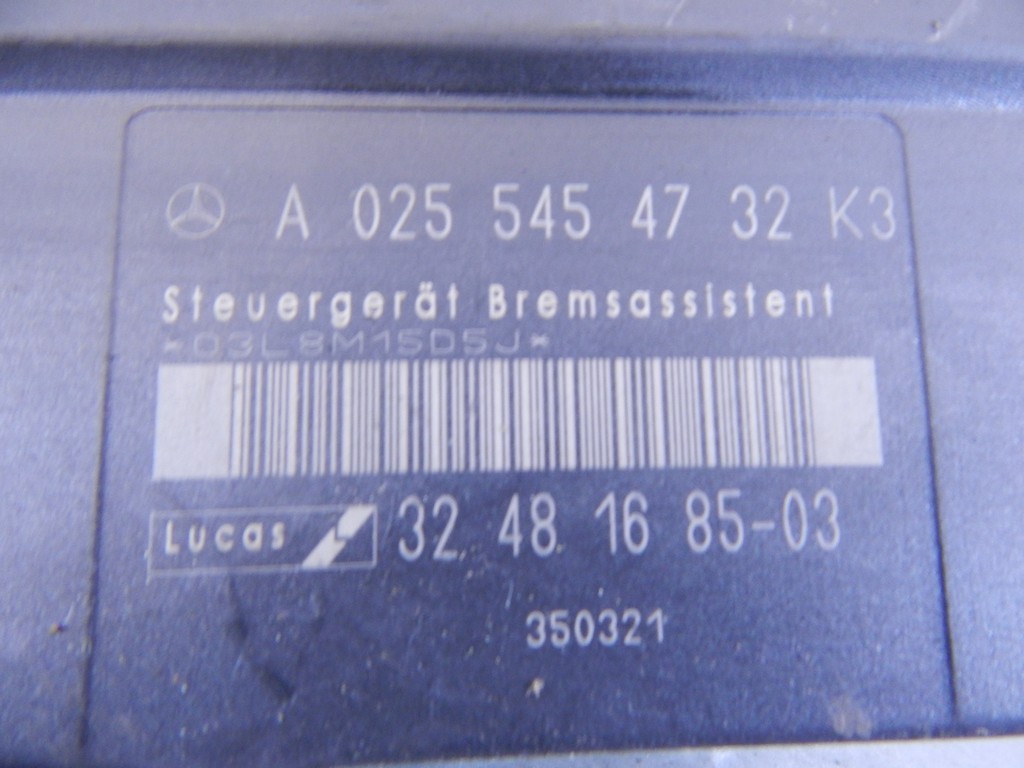 A 025 545 47 32 K3
Steuergerät Bremsassistent
*03L8M15D5J*
Lucas 32 48 16 85-03
350321